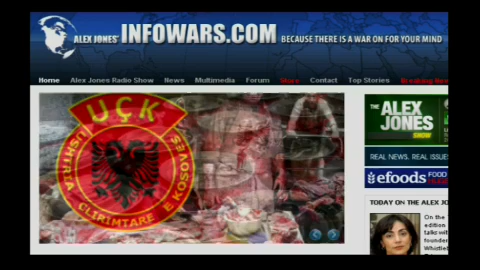 ALEX JONES' INFOWARS.COM BECAUSE THERE IS A WAR ON FOR YOUR MIND
Home Alex Jones Radio Show News Multimedia Forum Store Contact Top Stories Breaking
UÇK
USHTRIA ÇLIRIMTARE E KOSOVËS
THE
ALEX
JONES
SHOW
REAL NEWS. REAL ISSUES
efoods FOOD
TODAY ON THE ALEX JO
On the
edition
talks wit
founder
Whistlet